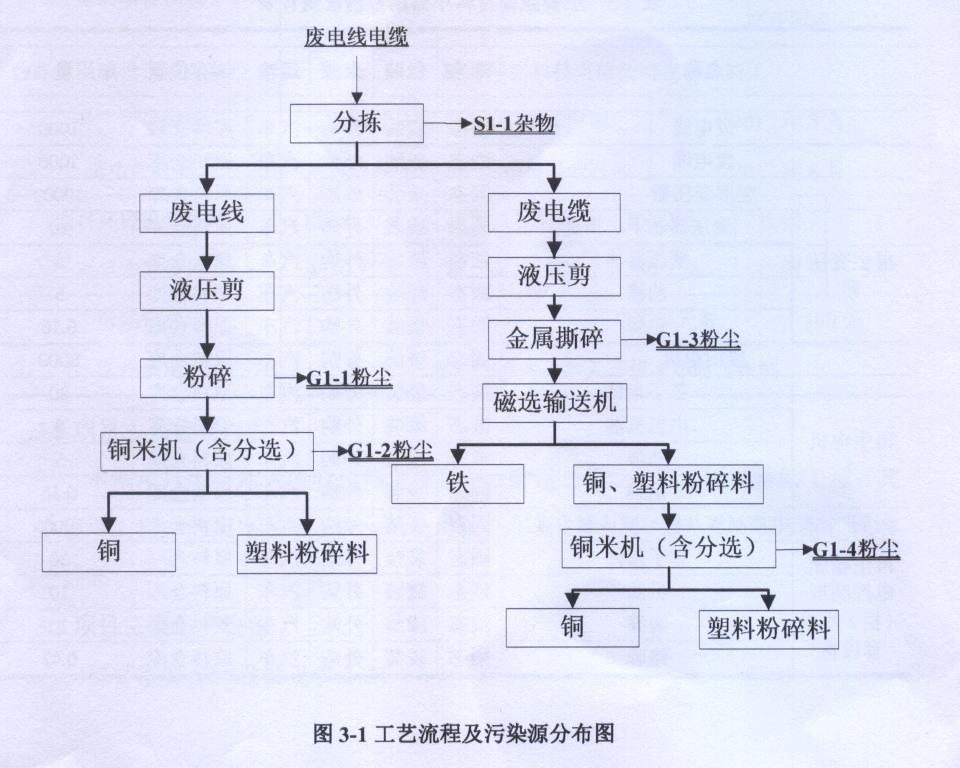 废电线电缆
分拣
S1-1杂物
废电线
废电缆
液压剪
液压剪
金属撕碎
G1-3粉尘
粉碎
G1-1粉尘
磁选输送机
铜米机（含分选）
G1-2粉尘
铁
铜、塑料粉碎料
铜
塑料粉碎料
铜米机（含分选）
G1-4粉尘
铜
塑料粉碎料
图 3-1 工艺流程及污染源分布图